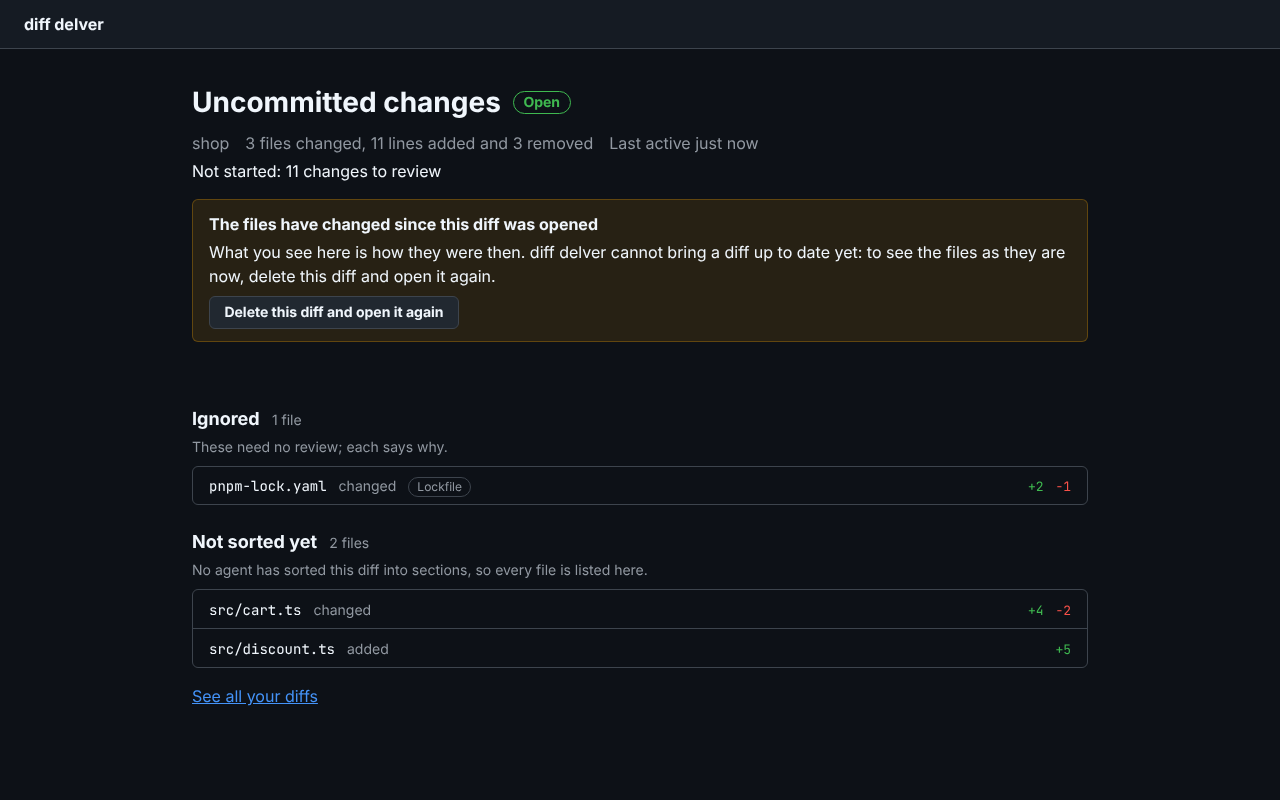 diff delver
Uncommitted changes Open
shop 3 files changed, 11 lines added and 3 removed Last active just now
Not started: 11 changes to review
The files have changed since this diff was opened
What you see here is how they were then. diff delver cannot bring a diff up to date yet: to see the files as they are
now, delete this diff and open it again.
Delete this diff and open it again
Ignored 1 file
These need no review; each says why.
pnpm-lock.yaml changed Lockfile +2 -1
Not sorted yet 2 files
No agent has sorted this diff into sections, so every file is listed here.
src/cart.ts changed +4 -2
src/discount.ts added +5
See all your diffs